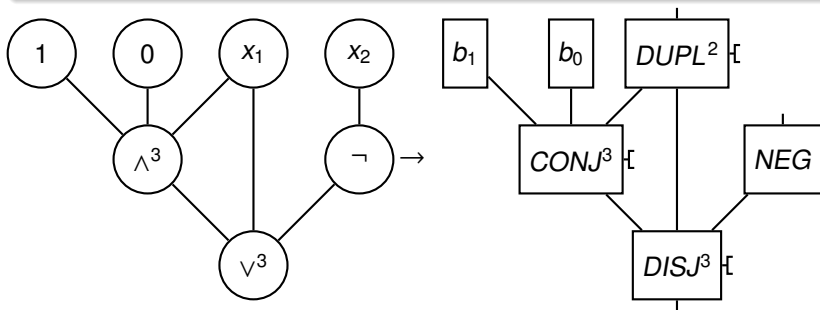 1 0 x₁ x₂ b₁ b₀ DUPL²
∧³ ¬ → CONJ³ NEG
∨³ DISJ³